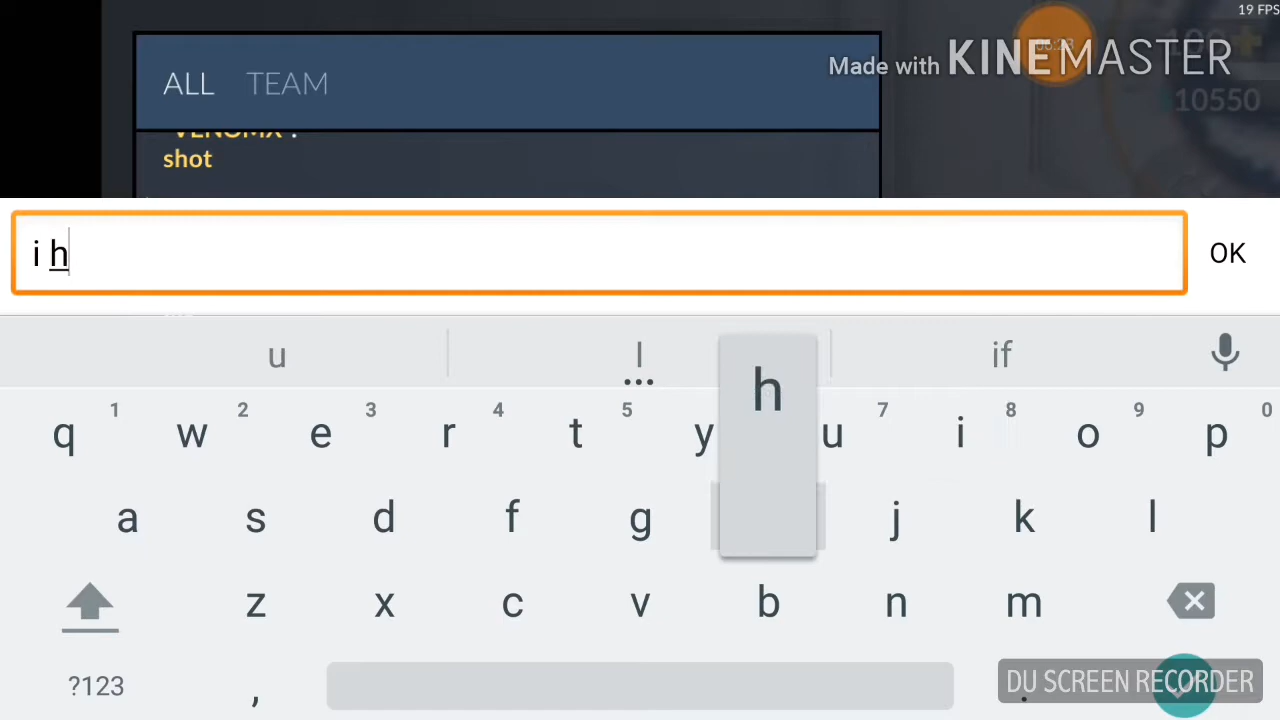 19 FPS
Made with KINEMASTER
ALL TEAM
10550
shot
i h
OK
u I if
h
1 2 3 4 5 7 8 9 0
q w e r t y u i o p
a s d f g j k l
z x c v b n m
?123 , .
DU SCREEN RECORDER